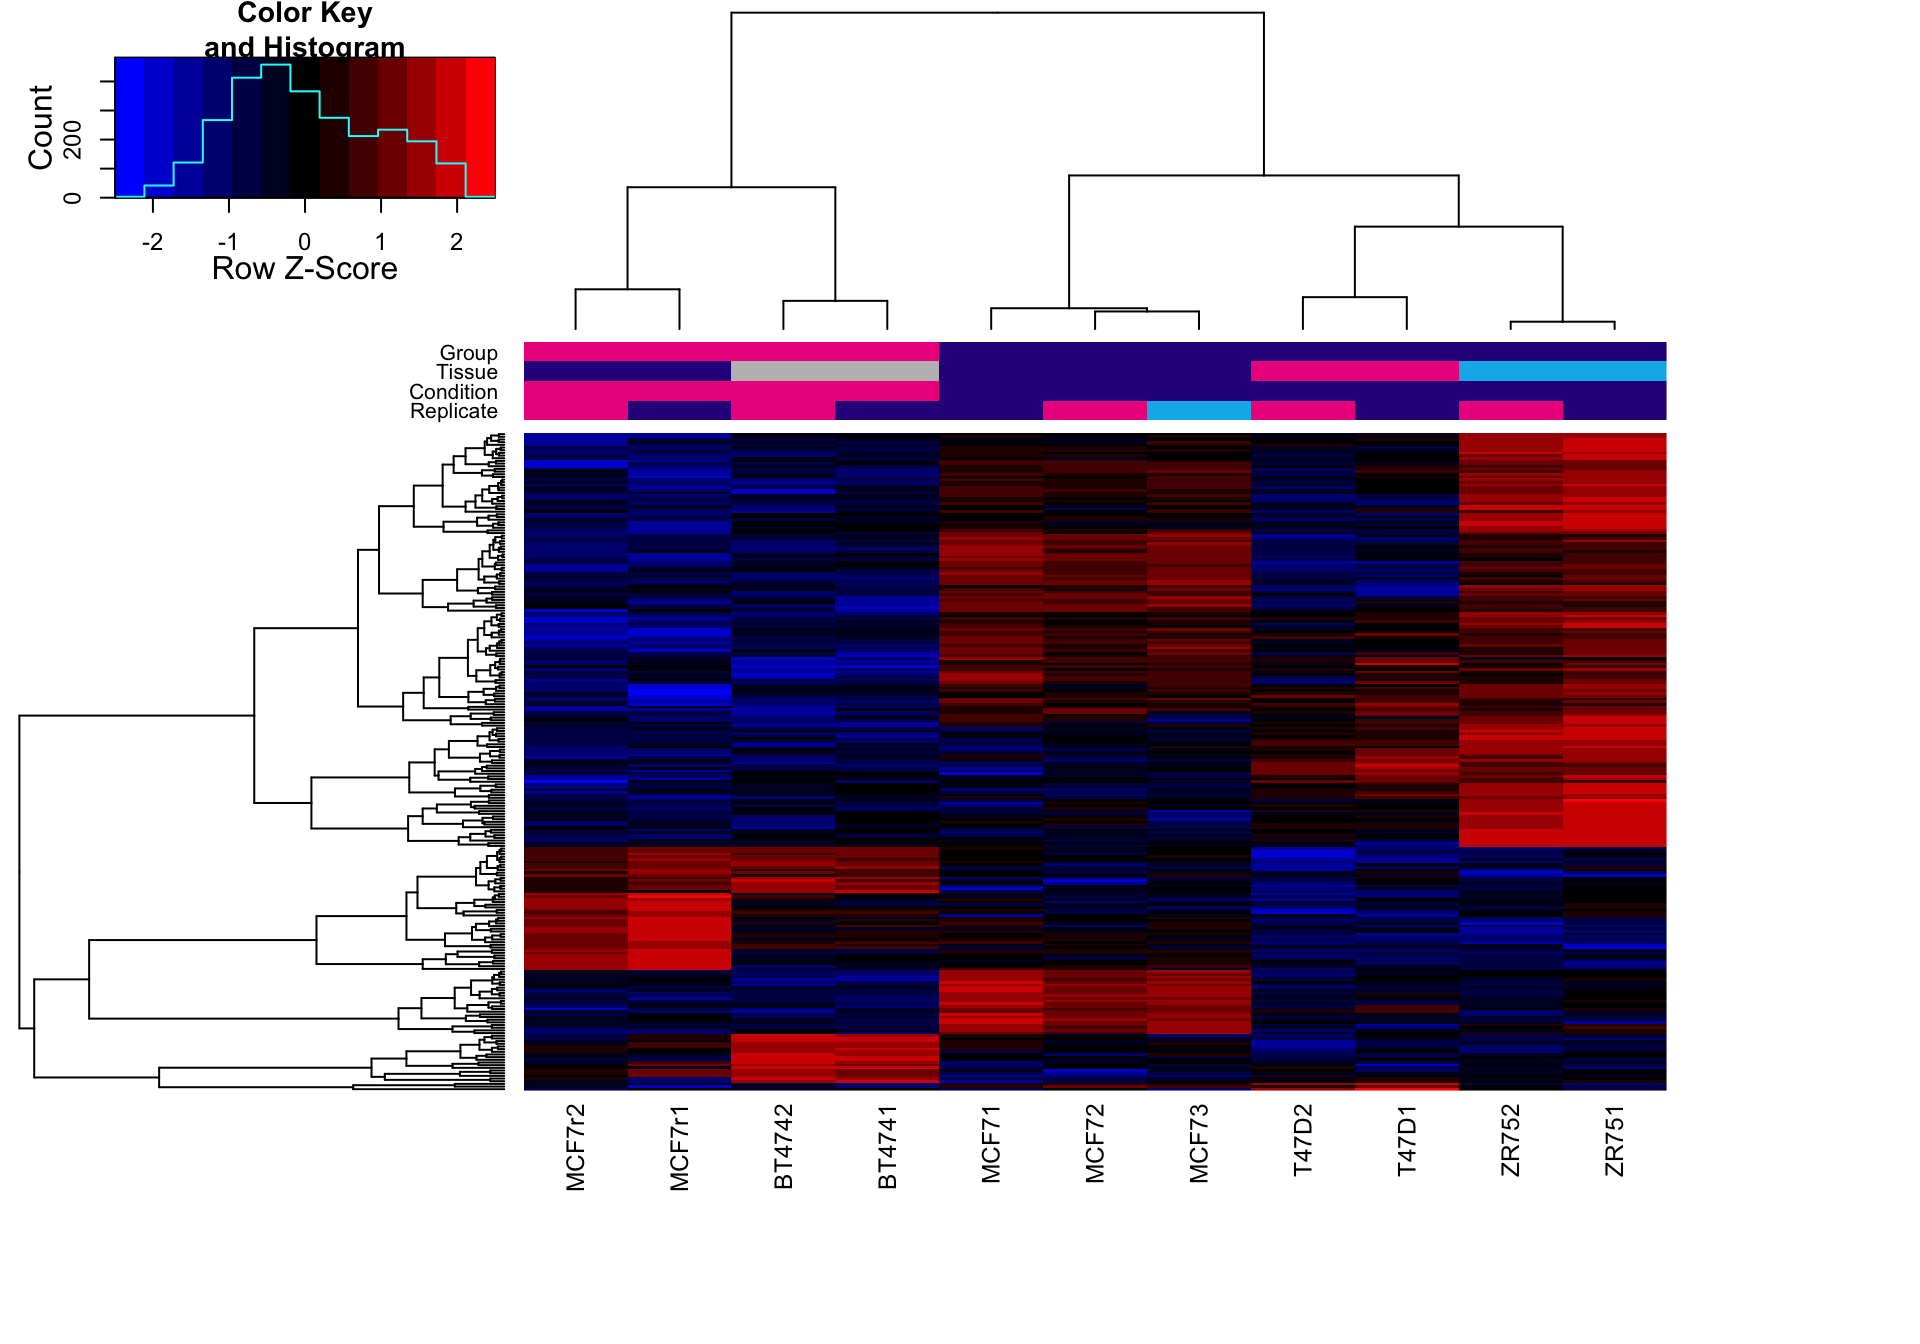 Color Key
and Histogram
Count
0 200
-2 -1 0 1 2
Row Z-Score
Group
Tissue
Condition
Replicate
MCF7r2 MCF7r1 BT4742 BT4741 MCF71 MCF72 MCF73 T47D2 T47D1 ZR752 ZR751